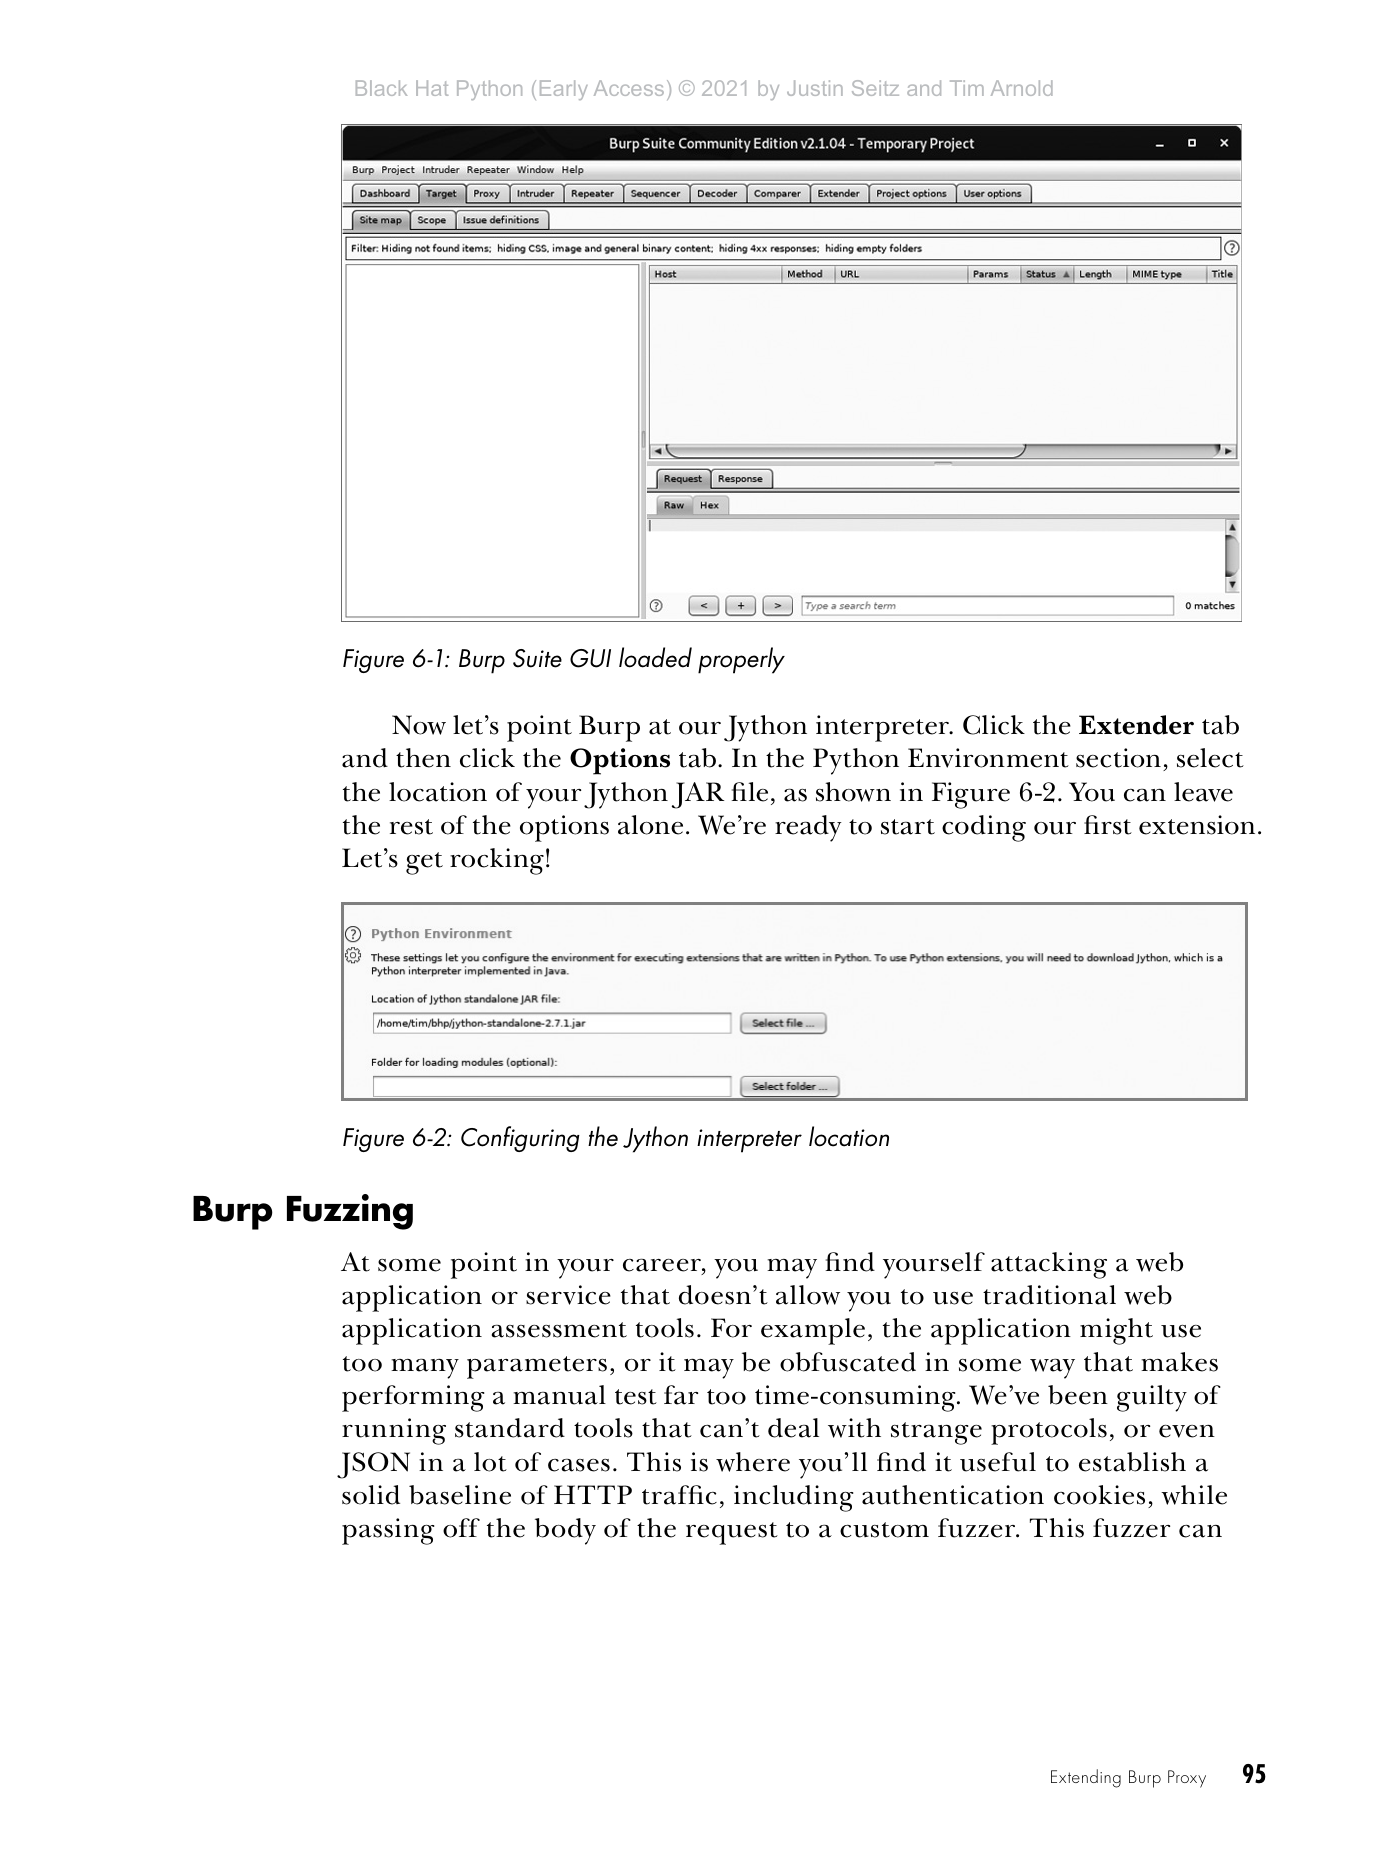 Black Hat Python (Early Access) © 2021 by Justin Seitz and Tim Arnold
Burp Suite Community Edition v2.1.04 - Temporary Project
Burp Project Intruder Repeater Window Help
Dashboard Target Proxy Intruder Repeater Sequencer Decoder Comparer Extender Project options User options
Site map Scope Issue definitions
Filter: Hiding not found items; hiding CSS, image and general binary content; hiding 4xx responses; hiding empty folders
Host Method URL Params Status Length MIME type Title
Request Response
Raw Hex
< + > Type a search term 0 matches
Figure 6-1: Burp Suite GUI loaded properly
Now let’s point Burp at our Jython interpreter. Click the Extender tab
and then click the Options tab. In the Python Environment section, select
the location of your Jython JAR file, as shown in Figure 6-2. You can leave
the rest of the options alone. We’re ready to start coding our first extension.
Let’s get rocking!
Python Environment
These settings let you configure the environment for executing extensions that are written in Python. To use Python extensions, you will need to download Jython, which is a
Python interpreter implemented in Java.
Location of Jython standalone JAR file:
/home/tim/bhp/jython-standalone-2.7.1.jar Select file ...
Folder for loading modules (optional):
Select folder ...
Figure 6-2: Configuring the Jython interpreter location
Burp Fuzzing
At some point in your career, you may find yourself attacking a web
application or service that doesn’t allow you to use traditional web
application assessment tools. For example, the application might use
too many parameters, or it may be obfuscated in some way that makes
performing a manual test far too time-consuming. We’ve been guilty of
running standard tools that can’t deal with strange protocols, or even
JSON in a lot of cases. This is where you’ll find it useful to establish a
solid baseline of HTTP traffic, including authentication cookies, while
passing off the body of the request to a custom fuzzer. This fuzzer can
Extending Burp Proxy 95